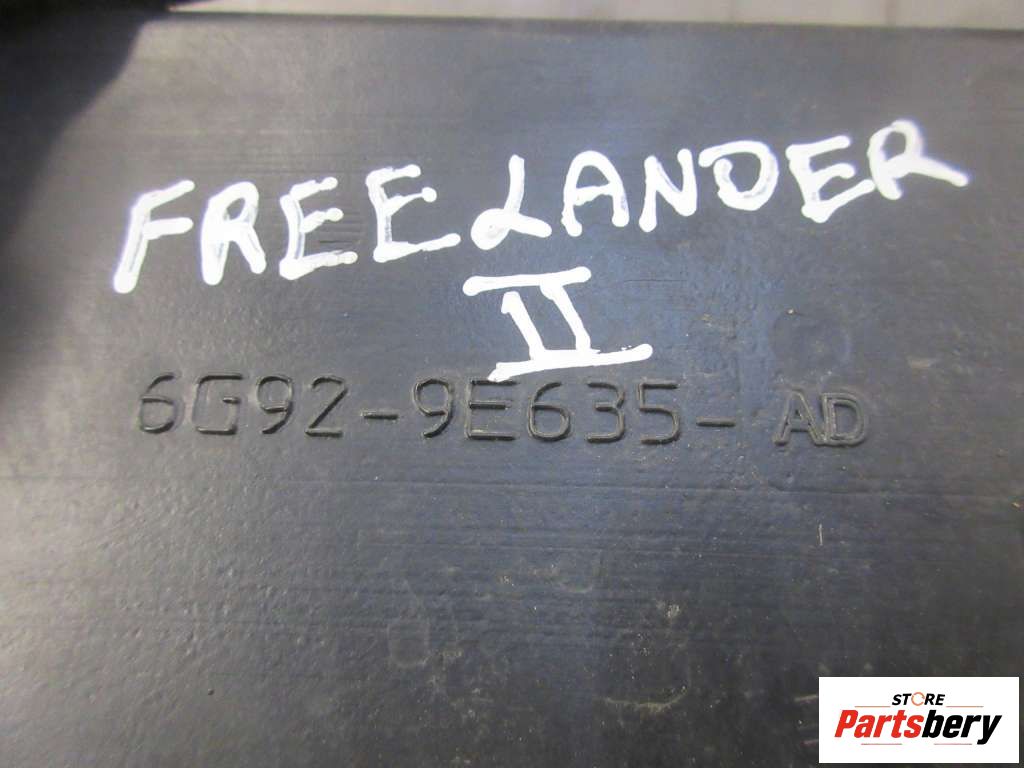 FREELANDER
II
6G92-9E635-AD
STORE
Partsbery